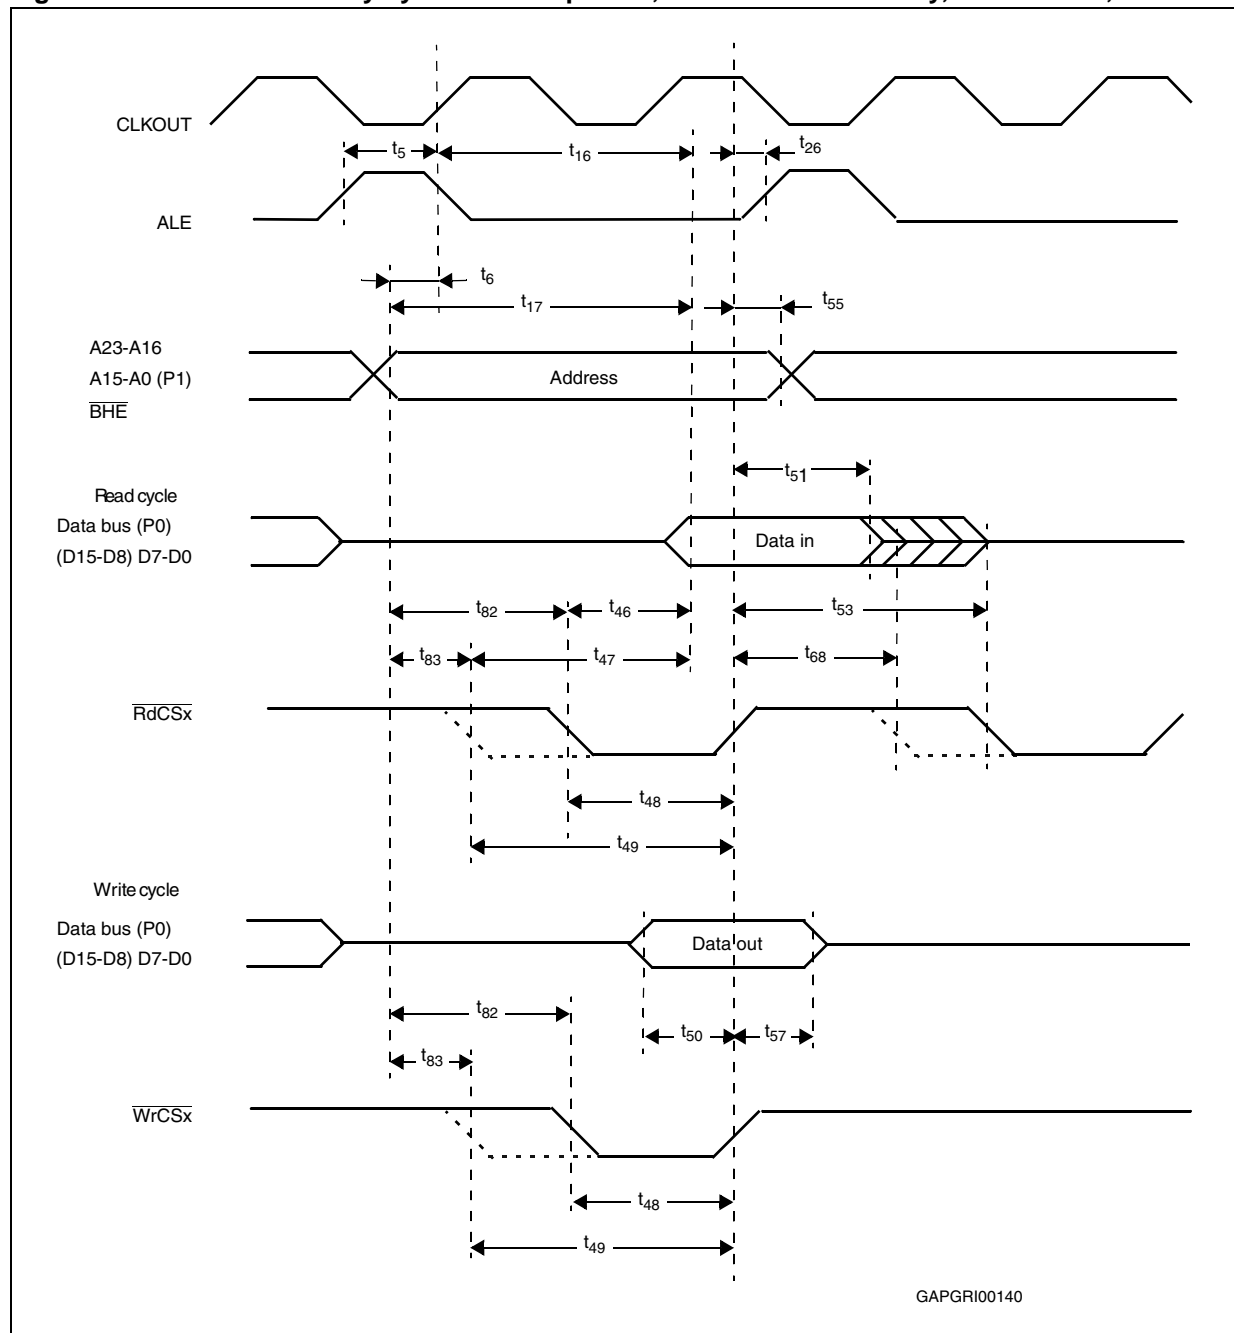 CLKOUT
t5
t16
t26
ALE
t6
t17
t55
A23-A16
A15-A0 (P1)
Address
BHE
t51
Read cycle
Data bus (P0)
Data in
(D15-D8) D7-D0
t82
t46
t53
t83
t47
t68
RdCSx
t48
t49
Write cycle
Data bus (P0)
Data out
(D15-D8) D7-D0
t82
t50
t57
t83
WrCSx
t48
t49
GAPGRI00140